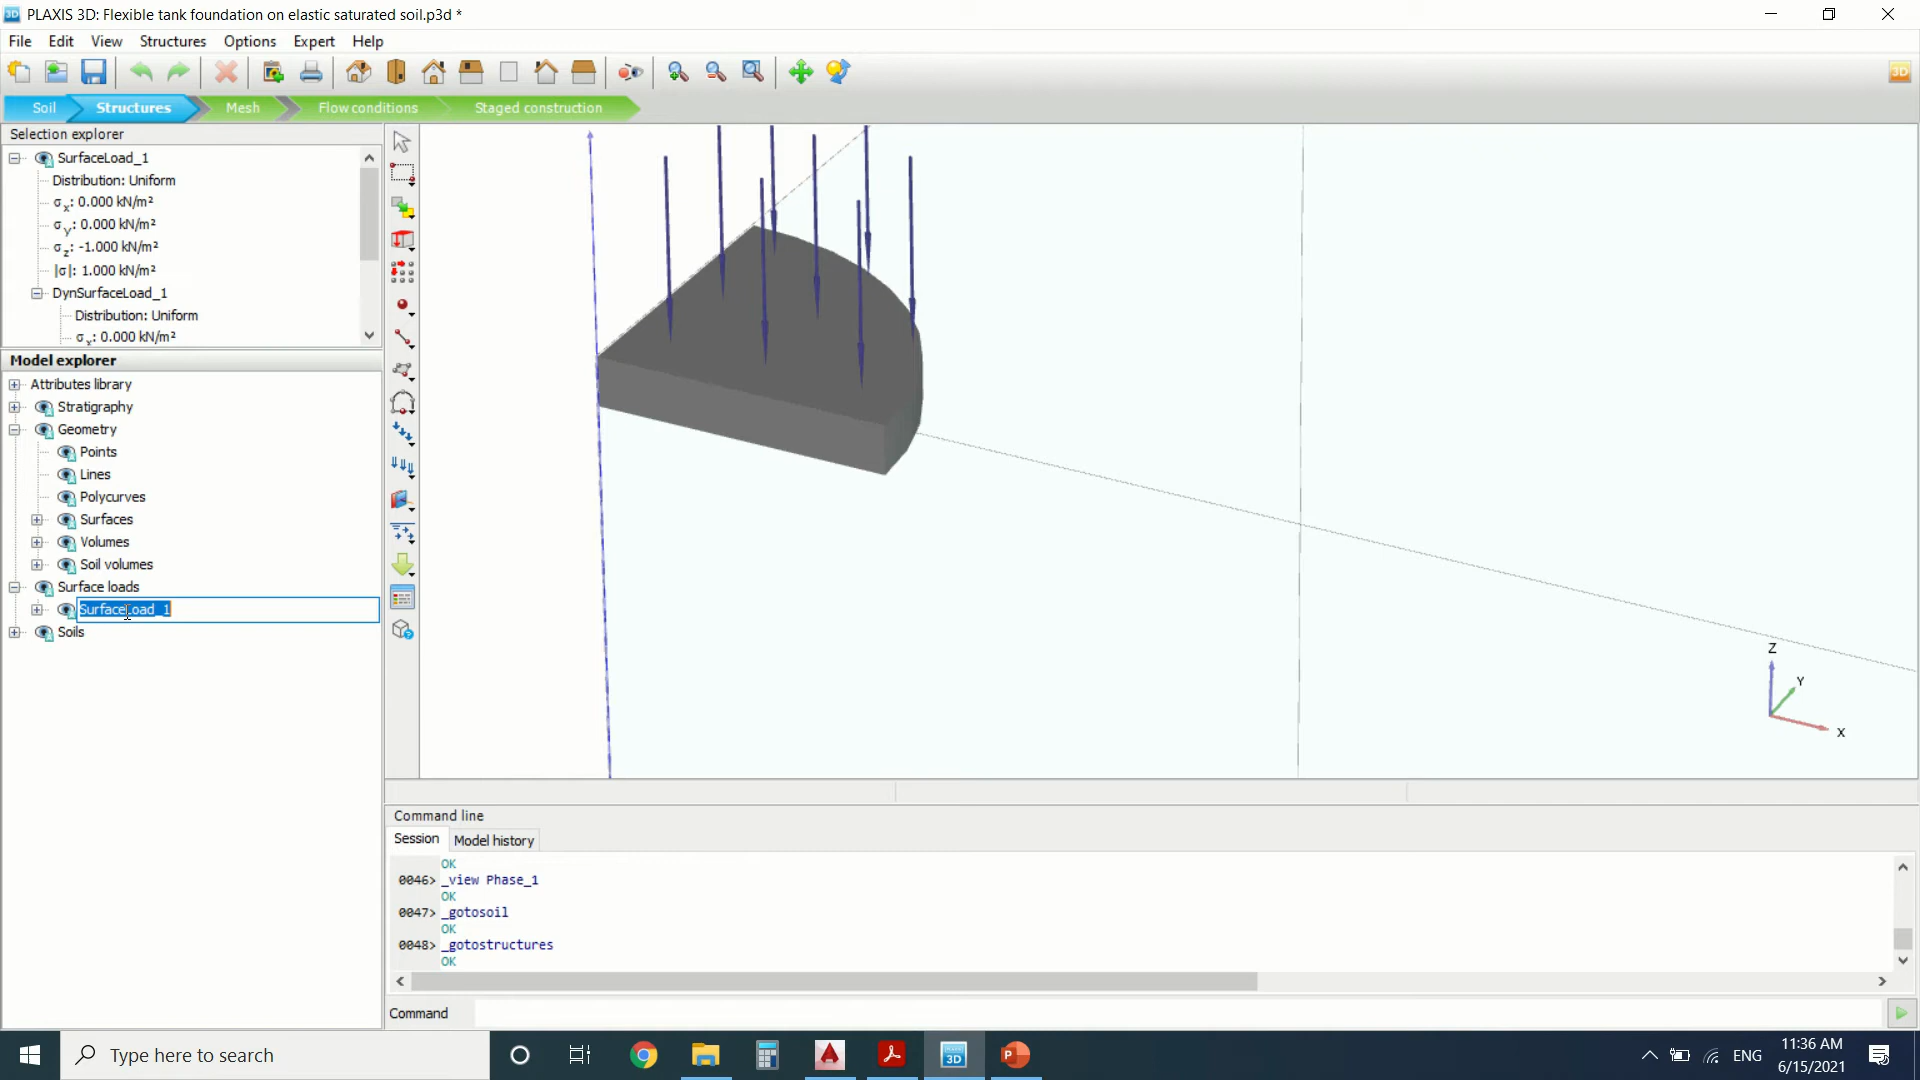 PLAXIS 3D: Flexible tank foundation on elastic saturated soil.p3d *
File Edit View Structures Options Expert Help
3D
Soil Structures Mesh Flow conditions Staged construction
Selection explorer
SurfaceLoad_1
Distribution: Uniform
σx: 0.000 kN/m²
σy: 0.000 kN/m²
σz: -1.000 kN/m²
|σ|: 1.000 kN/m²
DynSurfaceLoad_1
Distribution: Uniform
σx: 0.000 kN/m²
Model explorer
Attributes library
Stratigraphy
Geometry
Points
Lines
Polycurves
Surfaces
Volumes
Soil volumes
Surface loads
SurfaceLoad_1
Soils
Z
Y
X
Command line
Session Model history
OK
0046> _view Phase_1
OK
0047> _gotosoil
OK
0048> _gotostructures
OK
Command
Type here to search
3D
ENG
11:36 AM
6/15/2021